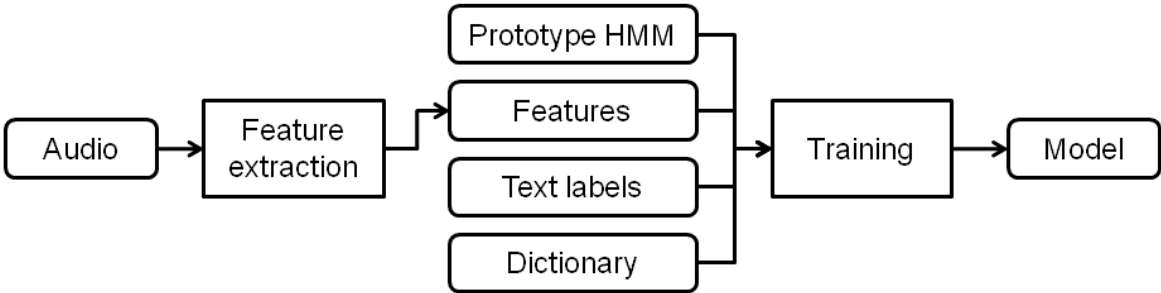 Audio
Feature
extraction
Prototype HMM
Features
Text labels
Dictionary
Training
Model